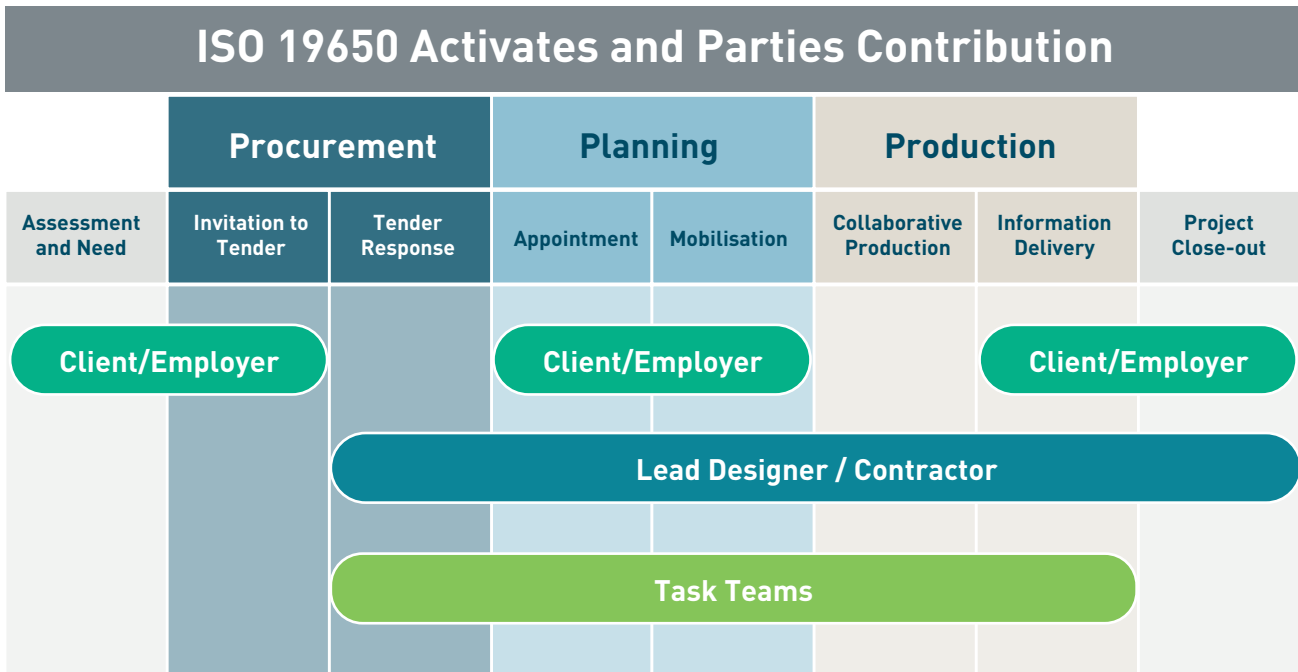 ISO 19650 Activates and Parties Contribution
Procurement
Planning
Production
Assessment
and Need
Invitation to
Tender
Tender
Response
Appointment
Mobilisation
Collaborative
Production
Information
Delivery
Project
Close-out
Client/Employer
Client/Employer
Client/Employer
Lead Designer / Contractor
Task Teams